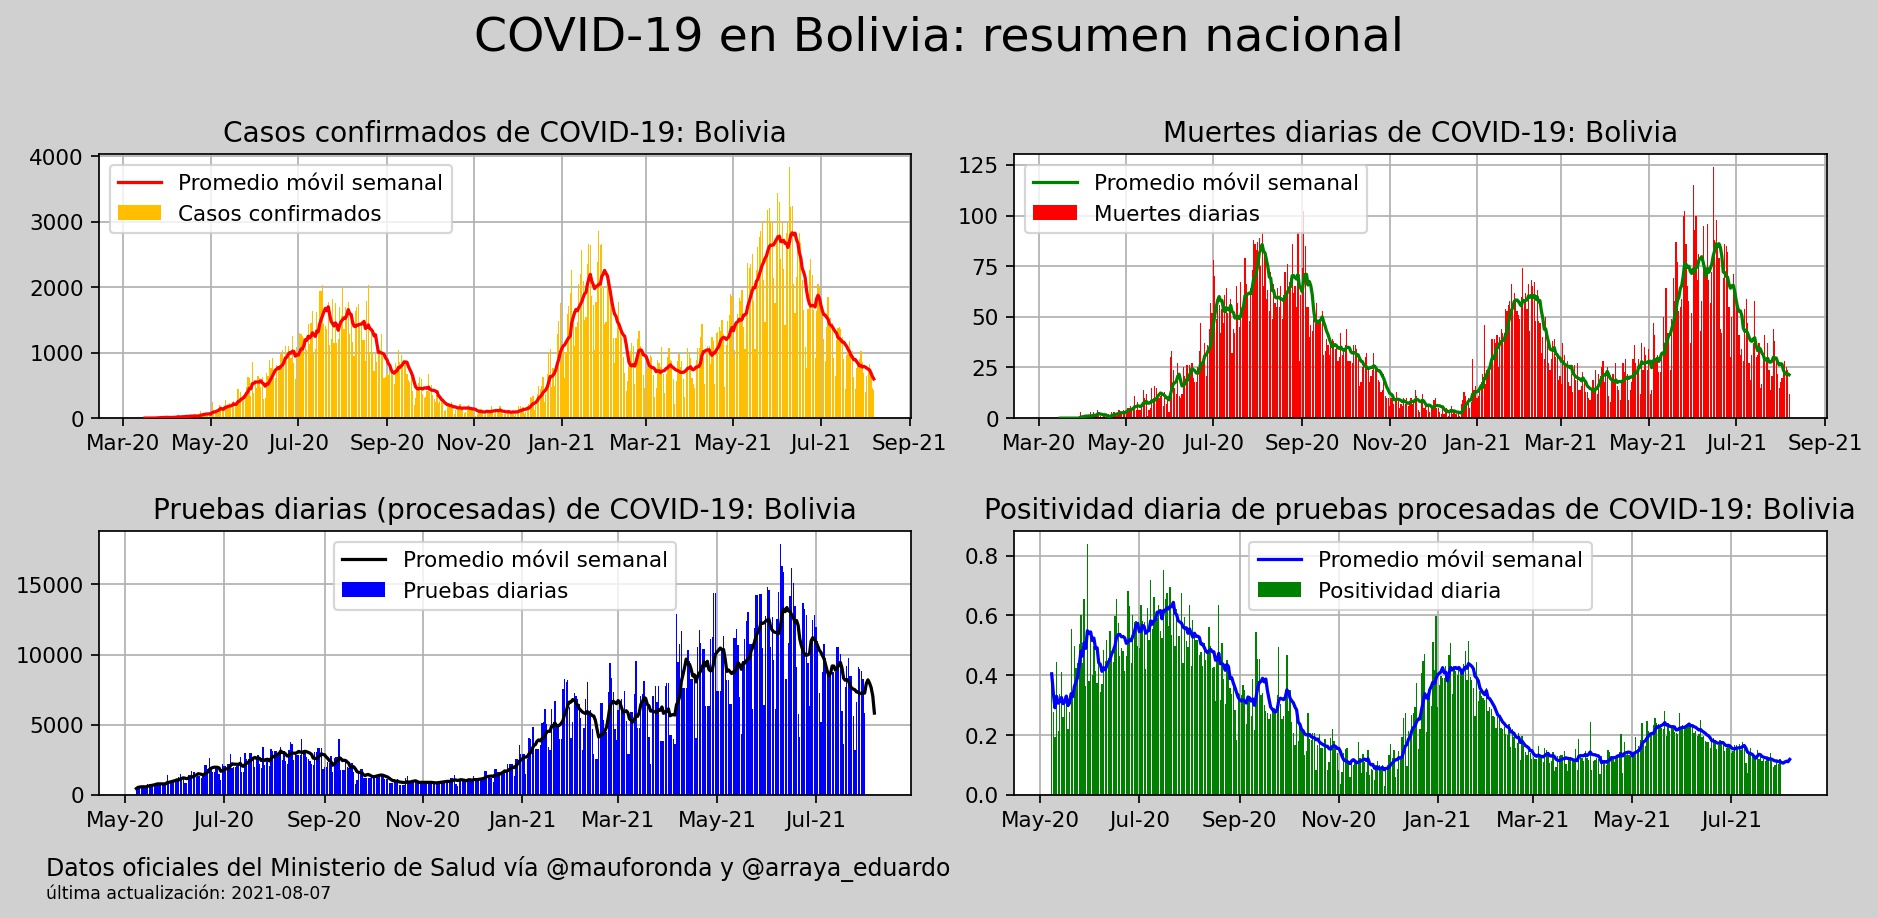 COVID-19 en Bolivia: resumen nacional
Casos confirmados de COVID-19: Bolivia
4000
3000
2000
1000
0
Promedio móvil semanal
Casos confirmados
Mar-20 May-20 Jul-20 Sep-20 Nov-20 Jan-21 Mar-21 May-21 Jul-21 Sep-21
Muertes diarias de COVID-19: Bolivia
125
100
75
50
25
0
Promedio móvil semanal
Muertes diarias
Mar-20 May-20 Jul-20 Sep-20 Nov-20 Jan-21 Mar-21 May-21 Jul-21 Sep-21
Pruebas diarias (procesadas) de COVID-19: Bolivia
15000
10000
5000
0
Promedio móvil semanal
Pruebas diarias
May-20 Jul-20 Sep-20 Nov-20 Jan-21 Mar-21 May-21 Jul-21
Positividad diaria de pruebas procesadas de COVID-19: Bolivia
0.8
0.6
0.4
0.2
0.0
Promedio móvil semanal
Positividad diaria
May-20 Jul-20 Sep-20 Nov-20 Jan-21 Mar-21 May-21 Jul-21
Datos oficiales del Ministerio de Salud vía @mauforonda y @arraya_eduardo
última actualización: 2021-08-07